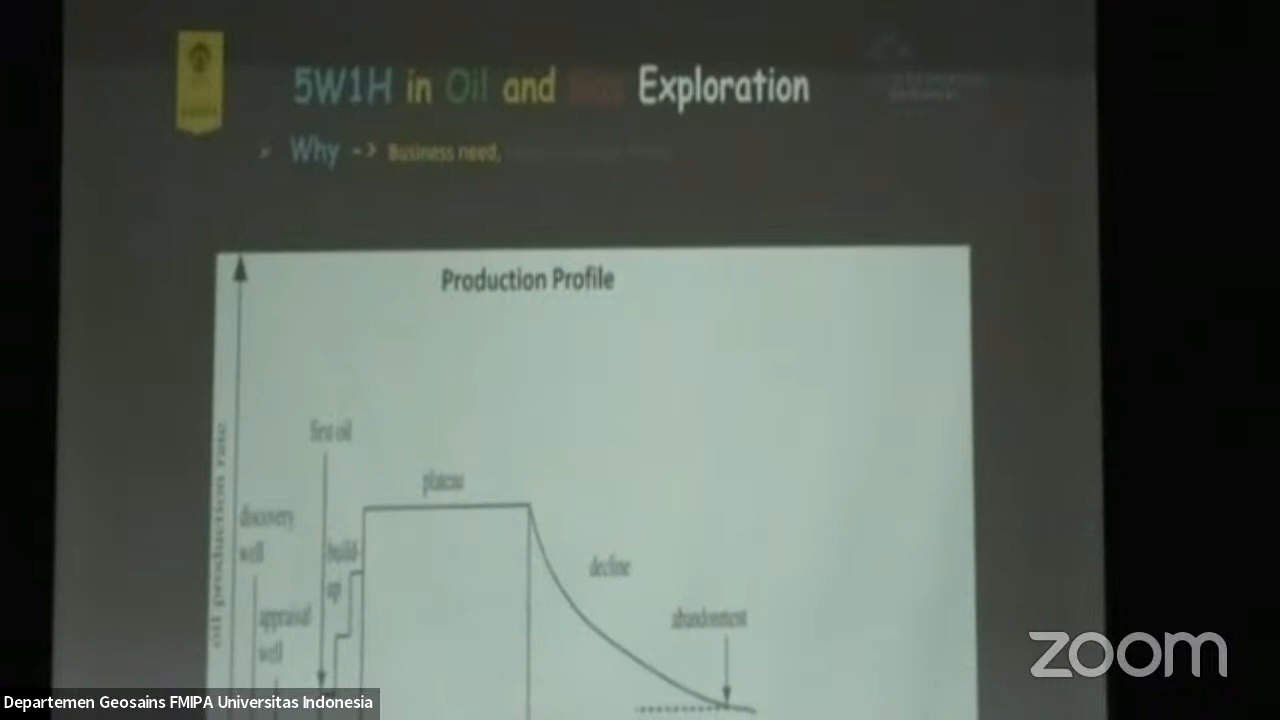 5W1H in Oil and Gas Exploration
Why -> Business need,
Production Profile
first oil
plateau
oil production rate
discovery
well
build-
up
decline
appraisal
well
abandonment
zoom
Departemen Geosains FMIPA Universitas Indonesia